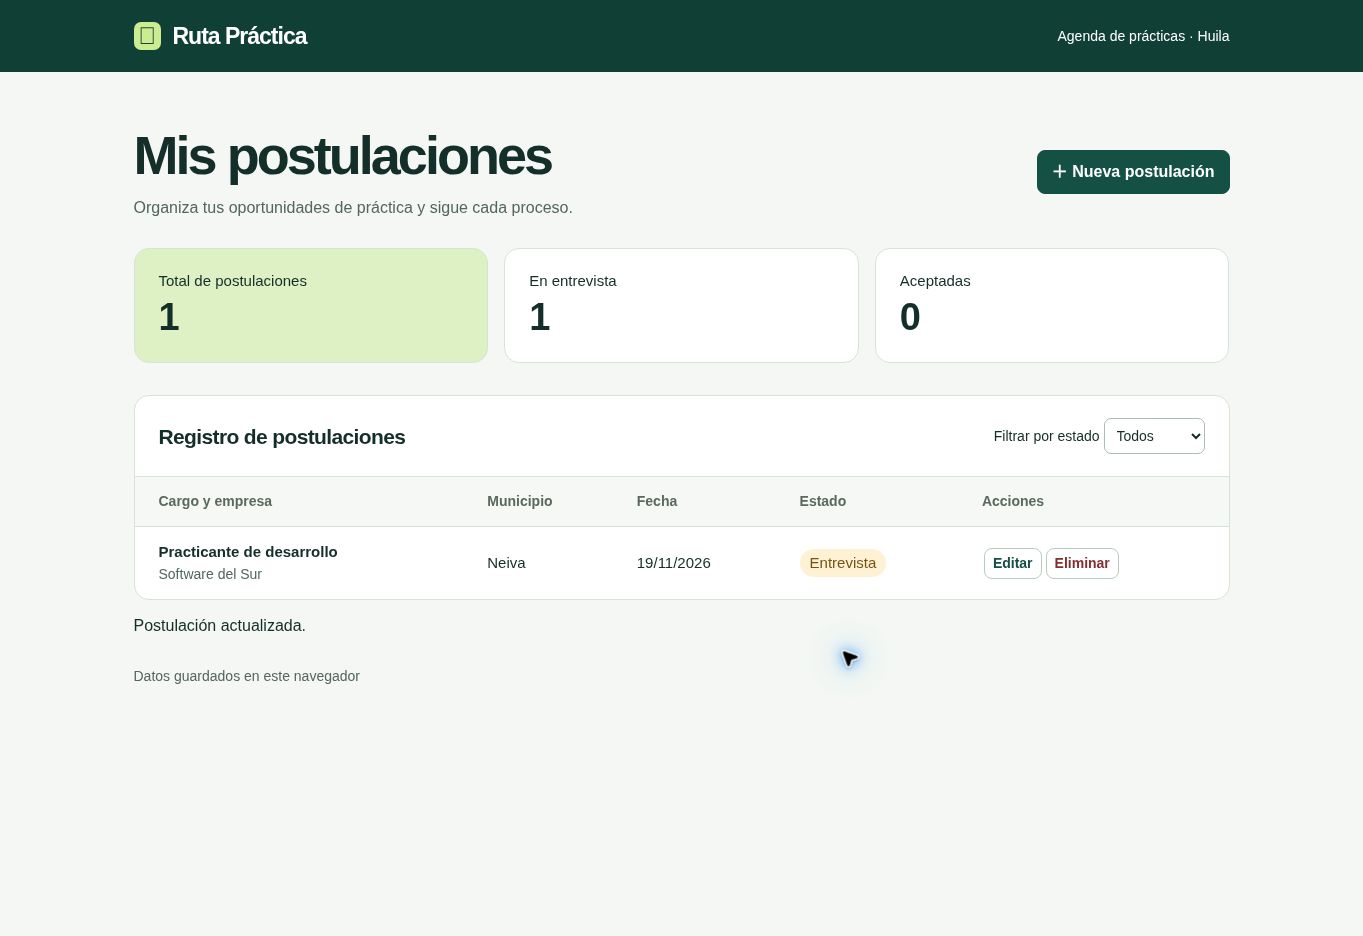 Ruta Práctica
Agenda de prácticas · Huila
Mis postulaciones
+ Nueva postulación
Organiza tus oportunidades de práctica y sigue cada proceso.
Total de postulaciones
1
En entrevista
1
Aceptadas
0
Registro de postulaciones
Filtrar por estado Todos
Cargo y empresa Municipio Fecha Estado Acciones
Practicante de desarrollo
Software del Sur
Neiva 19/11/2026 Entrevista Editar Eliminar
Postulación actualizada.
Datos guardados en este navegador